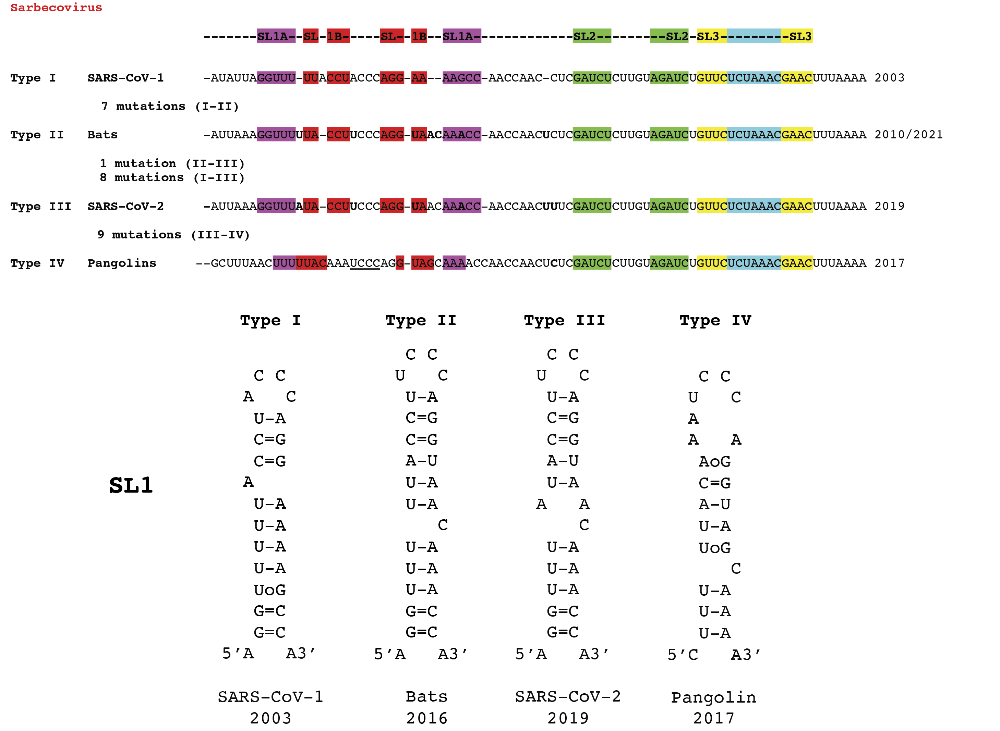 Sarbecovirus
-------SL1A--SL-1B-----SL--1B--SL1A------------SL2--------SL2-SL3---------SL3
Type I SARS-CoV-1 -AUAUUAGGUUU-UUACCUACCCAGG-AA--AAGCC-AACCAAC-CUCGAUCUCUUGUAGAUCUGUUCUCUAAACGAACUUUAAAA 2003
7 mutations (I-II)
Type II Bats -AUUAAAGGUUUUUA-CCUUCCCAGG-UAACAAACC-AACCAACUCUCGAUCUCUUGUAGAUCUGUUCUCUAAACGAACUUUAAAA 2010/2021
1 mutation (II-III)
8 mutations (I-III)
Type III SARS-CoV-2 -AUUAAAGGUUUAUA-CCUUCCCAGG-UAACAAACC-AACCAACUUUCGAUCUCUUGUAGAUCUGUUCUCUAAACGAACUUUAAAA 2019
9 mutations (III-IV)
Type IV Pangolins --GCUUUAACUUUUUACAAAUCCCAGG-UAGCAAAACCAACCAACUCUCGAUCUCUUGUAGAUCUGUUCUCUAAACGAACUUUAAAA 2017
Type I Type II Type III Type IV
C C C C
C C U C U C C C
A C U-A U-A U C
U-A C=G C=G A
C=G C=G C=G A A
C=G A-U A-U AoG
SL1 A U-A U-A C=G
U-A U-A A A A-U
U-A C C U-A
U-A U-A U-A UoG
U-A U-A U-A C
UoG U-A U-A U-A
G=C G=C G=C U-A
G=C G=C G=C U-A
5'A A3' 5'A A3' 5'A A3' 5'C A3'
SARS-CoV-1 Bats SARS-CoV-2 Pangolin
2003 2016 2019 2017